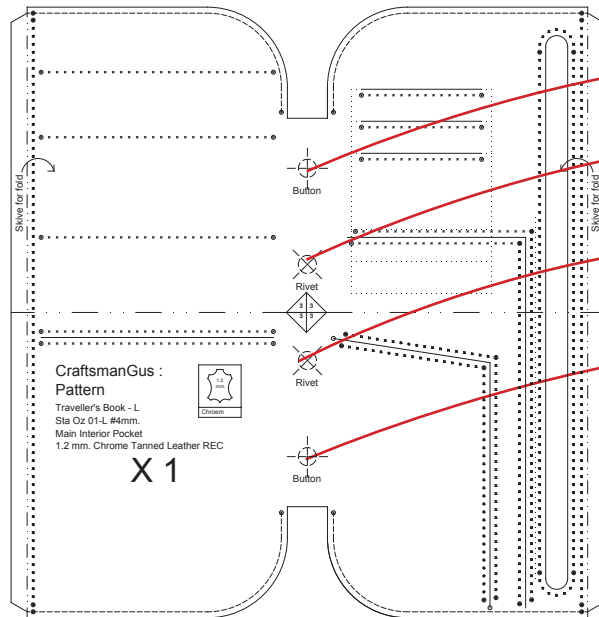 Skive for fold
Skive for fold
Button
Rivet
3 3
3 3
Rivet
CraftsmanGus :
Pattern
1.2
mm.
Chroem
Traveller's Book - L
Sta Oz 01-L #4mm.
Main Interior Pocket
1.2 mm. Chrome Tanned Leather REC
X 1
Button